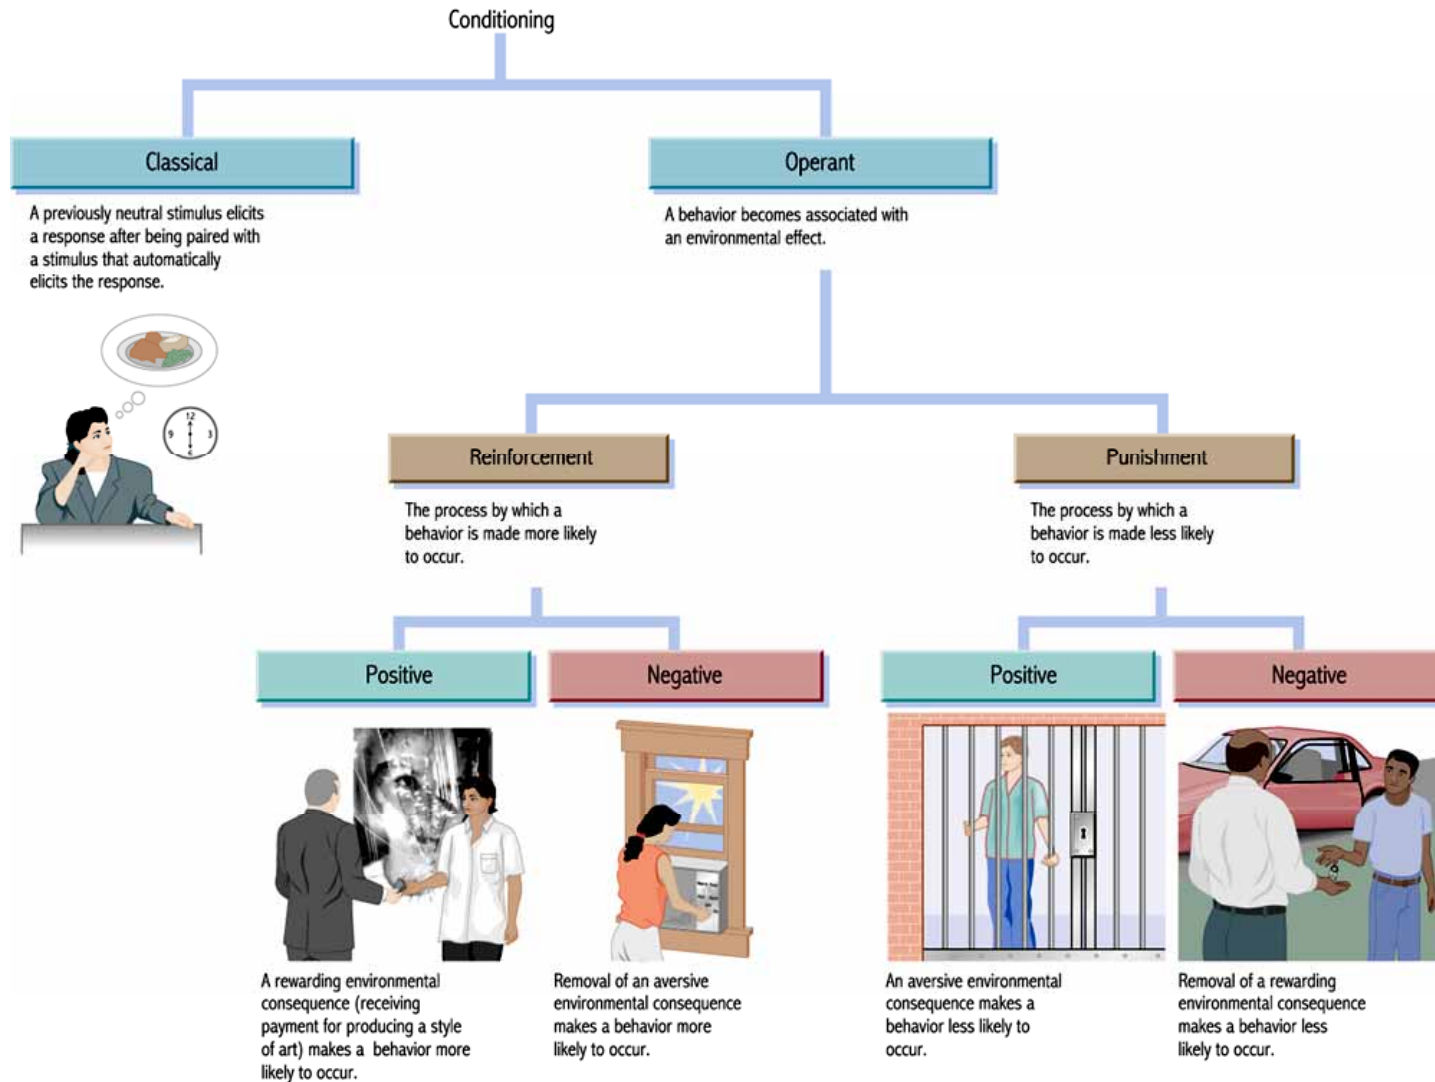 Conditioning
Classical
A previously neutral stimulus elicits
a response after being paired with
a stimulus that automatically
elicits the response.
12
9
3
6
Operant
A behavior becomes associated with
an environmental effect.
Reinforcement
The process by which a
behavior is made more likely
to occur.
Punishment
The process by which a
behavior is made less likely
to occur.
Positive
A rewarding environmental
consequence (receiving
payment for producing a style
of art) makes a behavior more
likely to occur.
Negative
Removal of an aversive
environmental consequence
makes a behavior more
likely to occur.
Positive
An aversive environmental
consequence makes a
behavior less likely to
occur.
Negative
Removal of a rewarding
environmental consequence
makes a behavior less
likely to occur.